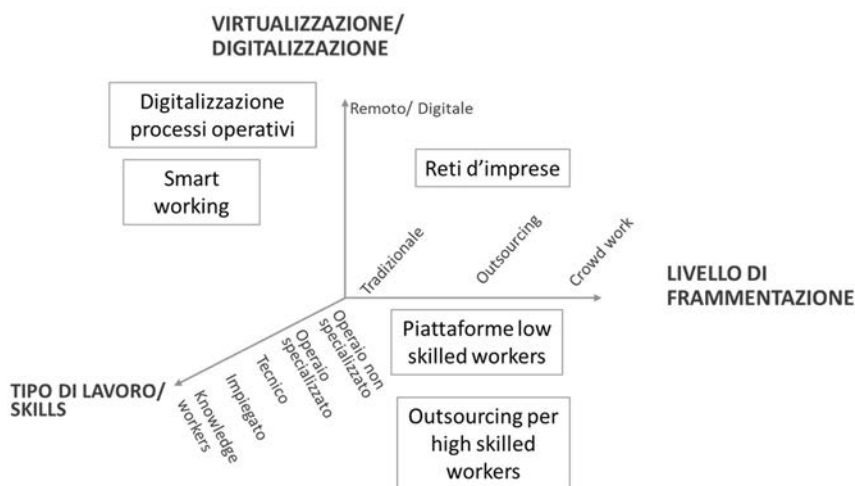 VIRTUALIZZAZIONE/
DIGITALIZZAZIONE
Digitalizzazione
processi operativi
Remoto/ Digitale
Smart
working
Reti d’imprese
Tradizionale
Outsourcing
Crowd work
LIVELLO DI
FRAMMENTAZIONE
Piattaforme low
skilled workers
Operaio non
specializzato
Operaio
specializzato
Tecnico
Impiegato
Knowledge
workers
TIPO DI LAVORO/
SKILLS
Outsourcing per
high skilled
workers